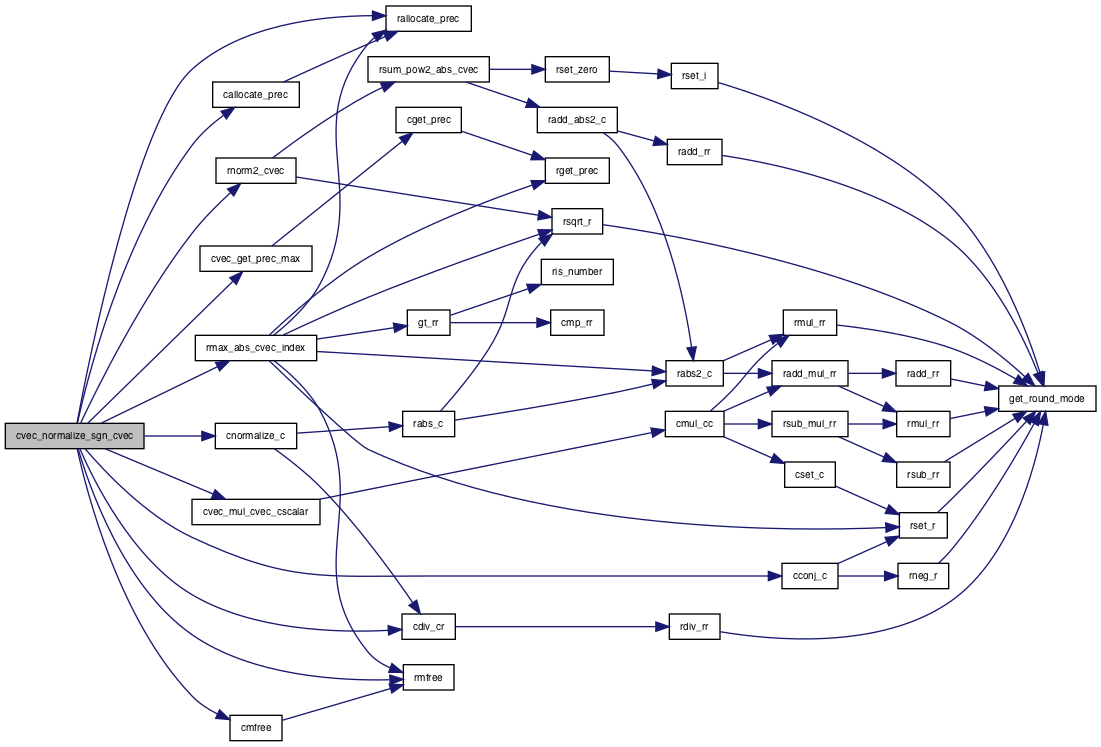 rallocate_prec
rsum_pow2_abs_cvec
rset_zero
rset_i
callocate_prec
cget_prec
radd_abs2_c
radd_rr
rnorm2_cvec
rget_prec
rsqrt_r
cvec_get_prec_max
ris_number
rmax_abs_cvec_index
gt_rr
cmp_rr
rmul_rr
rabs2_c
radd_mul_rr
radd_rr
get_round_mode
cvec_normalize_sgn_cvec
cnormalize_c
rabs_c
cmul_cc
rsub_mul_rr
rmul_rr
cset_c
rsub_rr
cvec_mul_cvec_cscalar
rset_r
cconj_c
rneg_r
cdiv_cr
rdiv_rr
rmfree
cmfree